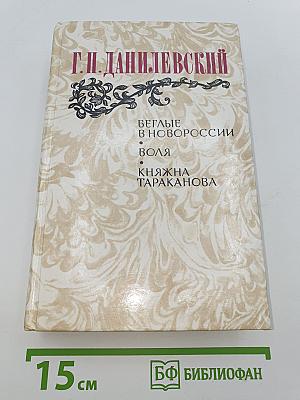 Г.П.ДАНИЛЕВСКИЙ
БЕГЛЫЕ
В НОВОРОССИИ
•
ВОЛЯ
•
КНЯЖНА
ТАРАКАНОВА
15 см
БФ БИБЛИОФАН